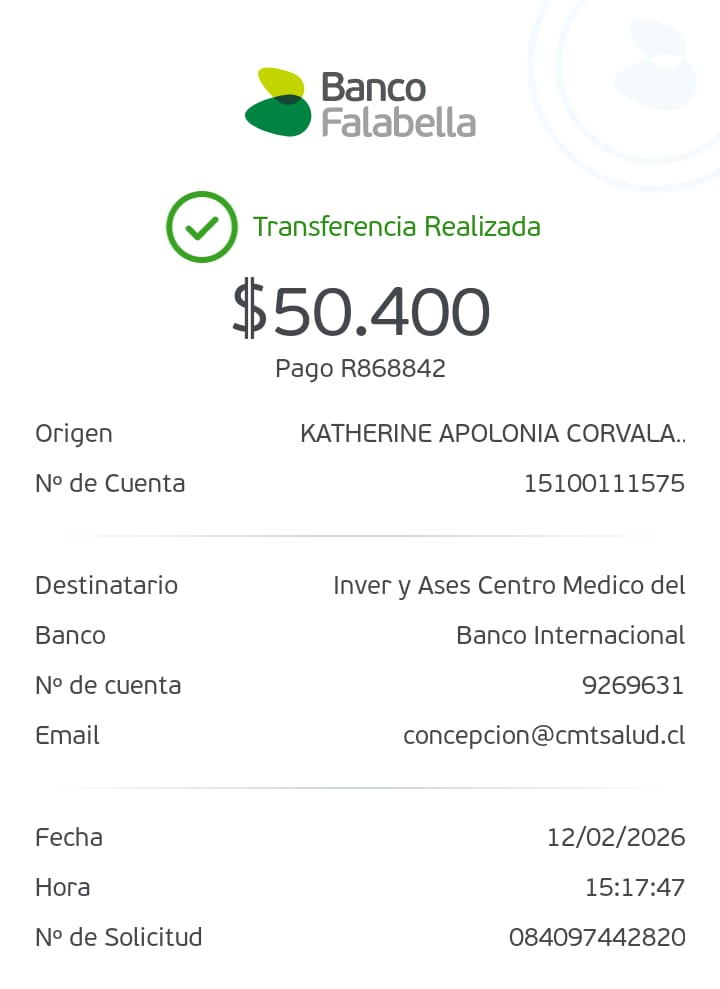 Banco
Falabella
Transferencia Realizada
$50.400
Pago R868842
Origen KATHERINE APOLONIA CORVALA..
Nº de Cuenta 15100111575
Destinatario Inver y Ases Centro Medico del
Banco Banco Internacional
Nº de cuenta 9269631
Email concepcion@cmtsalud.cl
Fecha 12/02/2026
Hora 15:17:47
Nº de Solicitud 084097442820